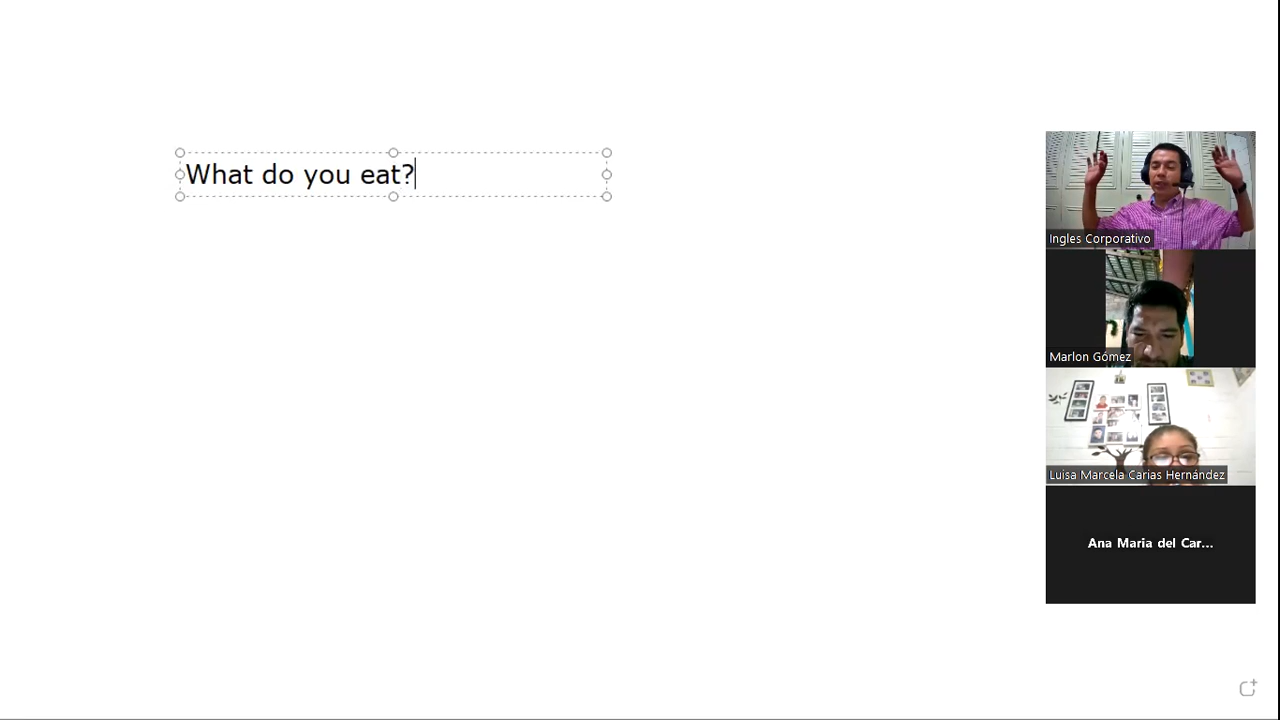 What do you eat?
Ingles Corporativo
Marlon Gómez
Luisa Marcela Carias Hernández
Ana Maria del Car...